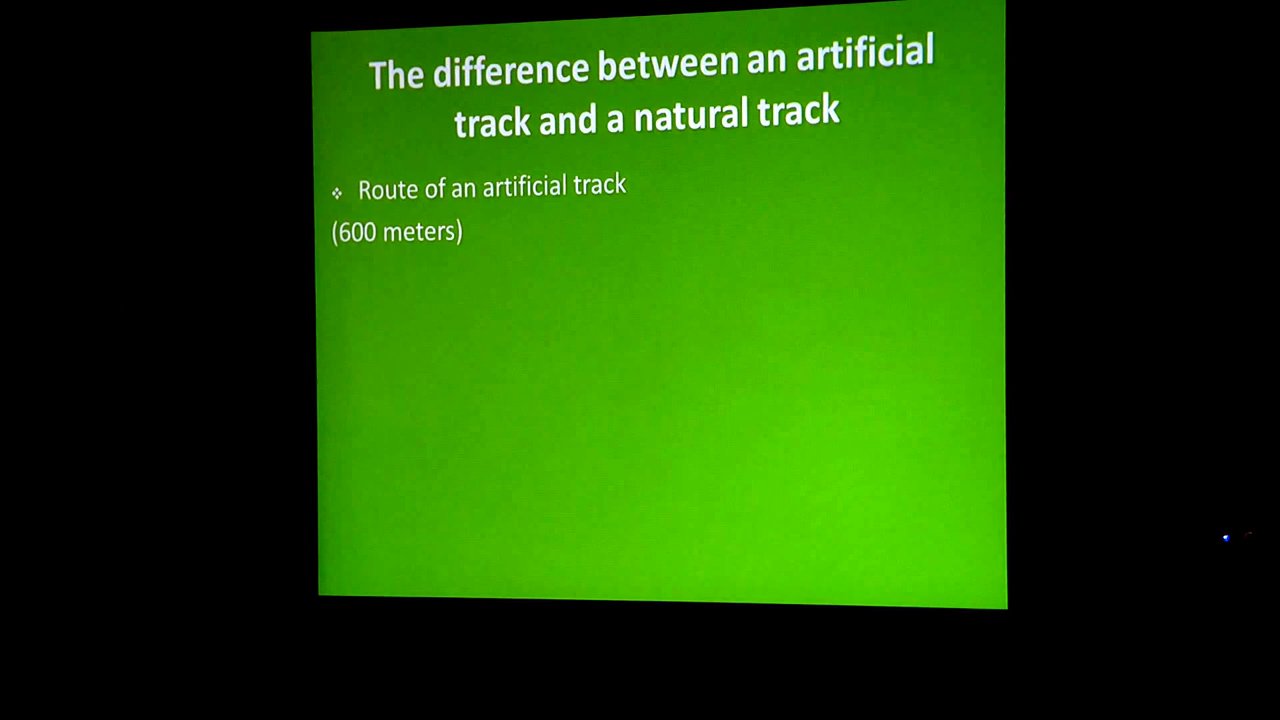 The difference between an artificial
track and a natural track
❖ Route of an artificial track
(600 meters)